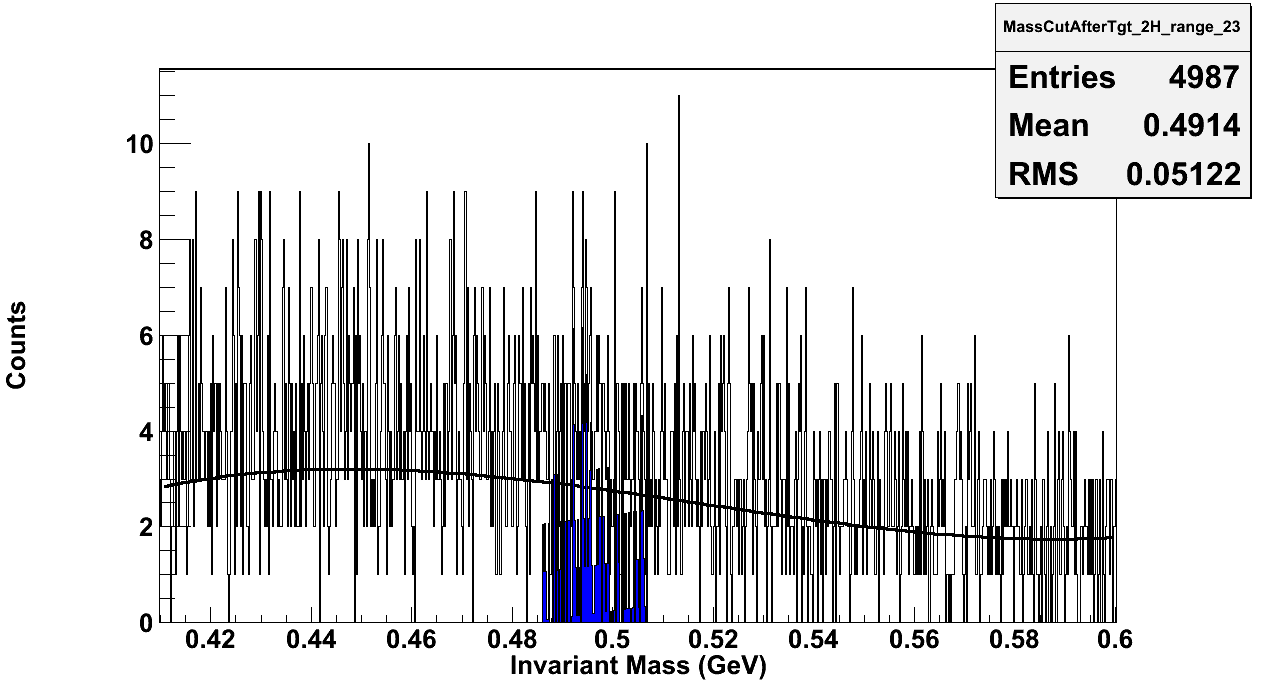 MassCutAfterTgt_2H_range_23
Entries 4987
Mean 0.4914
RMS 0.05122
10
8
6
4
2
0
Counts
0.42 0.44 0.46 0.48 0.5 0.52 0.54 0.56 0.58 0.6
Invariant Mass (GeV)